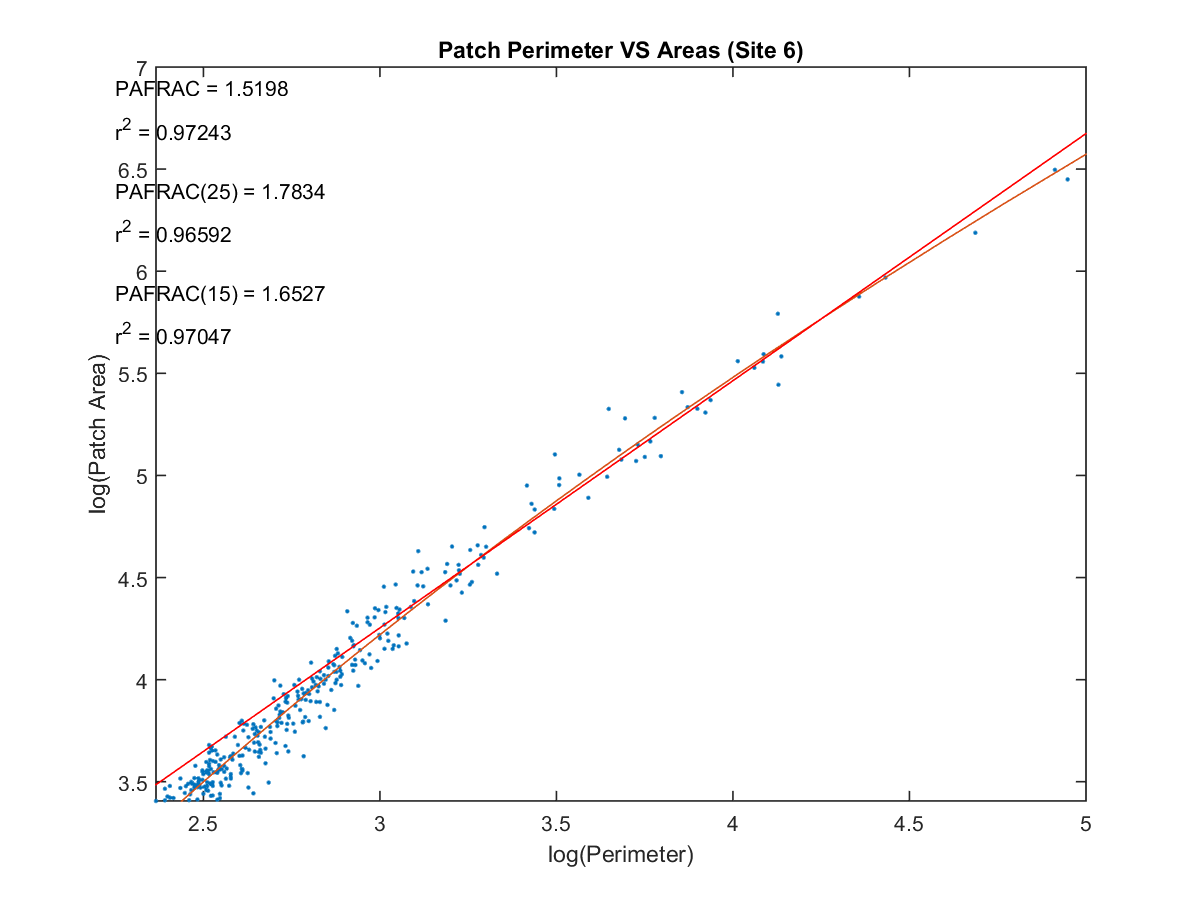 Patch Perimeter VS Areas (Site 6)
7
PAFRAC = 1.5198
r² = 0.97243
6.5
PAFRAC(25) = 1.7834
r² = 0.96592
6
PAFRAC(15) = 1.6527
r² = 0.97047
5.5
5
4.5
4
3.5
log(Patch Area)
2.5 3 3.5 4 4.5 5
log(Perimeter)